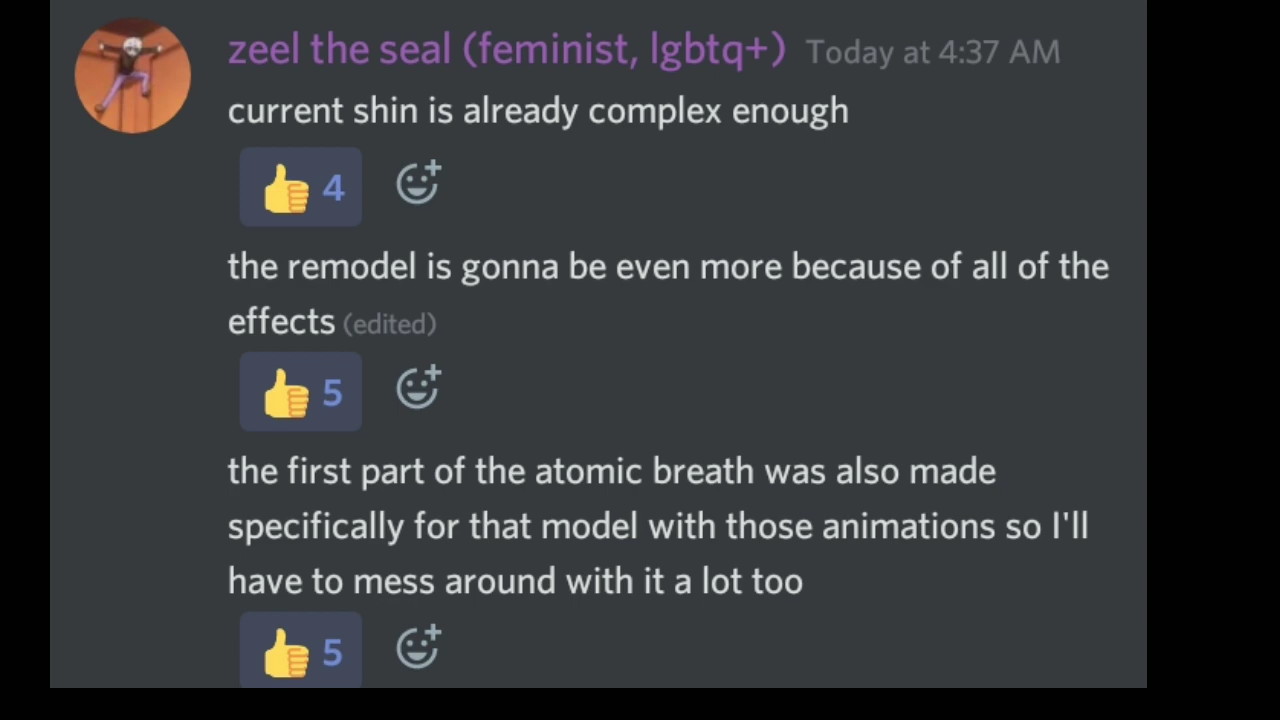 zeel the seal (feminist, lgbtq+) Today at 4:37 AM
current shin is already complex enough
4
the remodel is gonna be even more because of all of the
effects (edited)
5
the first part of the atomic breath was also made
specifically for that model with those animations so I'll
have to mess around with it a lot too
5